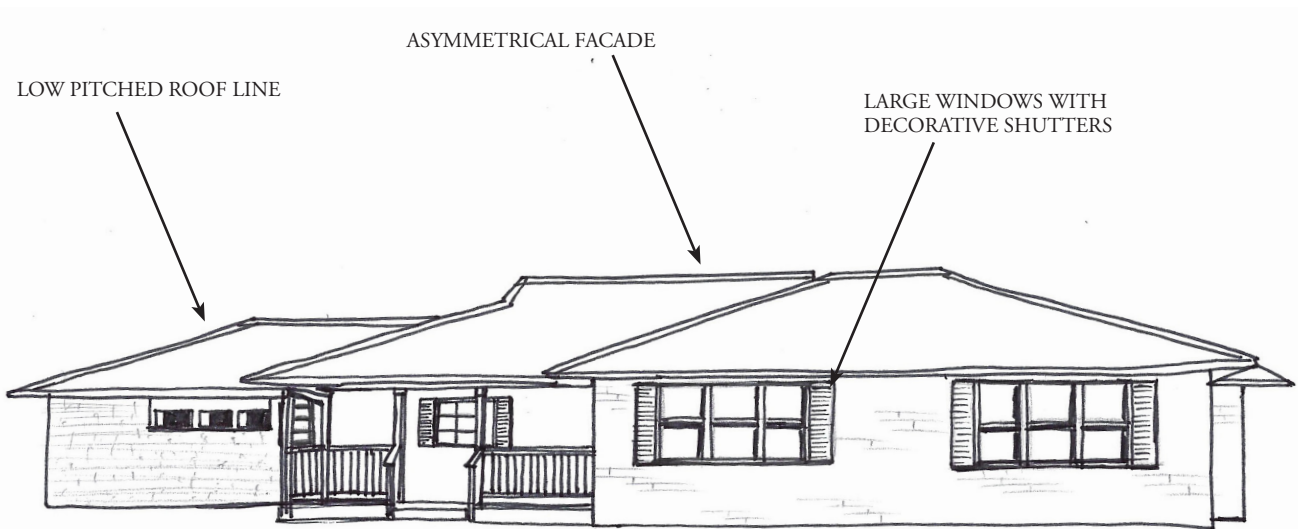 ASYMMETRICAL FACADE
LOW PITCHED ROOF LINE
LARGE WINDOWS WITH
DECORATIVE SHUTTERS